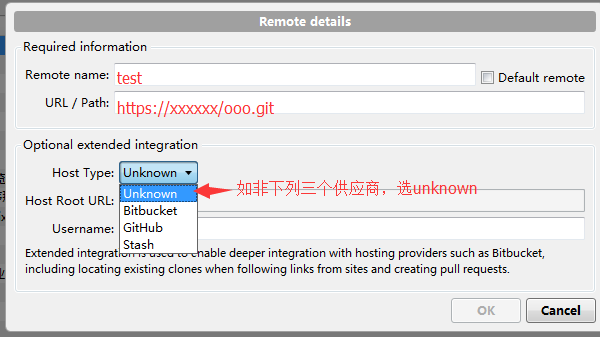 Remote details
Required information
Remote name: test
Default remote
URL / Path: https://xxxxxx/ooo.git
Optional extended integration
Host Type: Unknown
Unknown
如非下列三个供应商，选unknown
Host Root URL:
Bitbucket
Username:
GitHub
Stash
Extended integration is used to enable deeper integration with hosting providers such as Bitbucket,
including locating existing clones when following links from sites and creating pull requests.
OK
Cancel